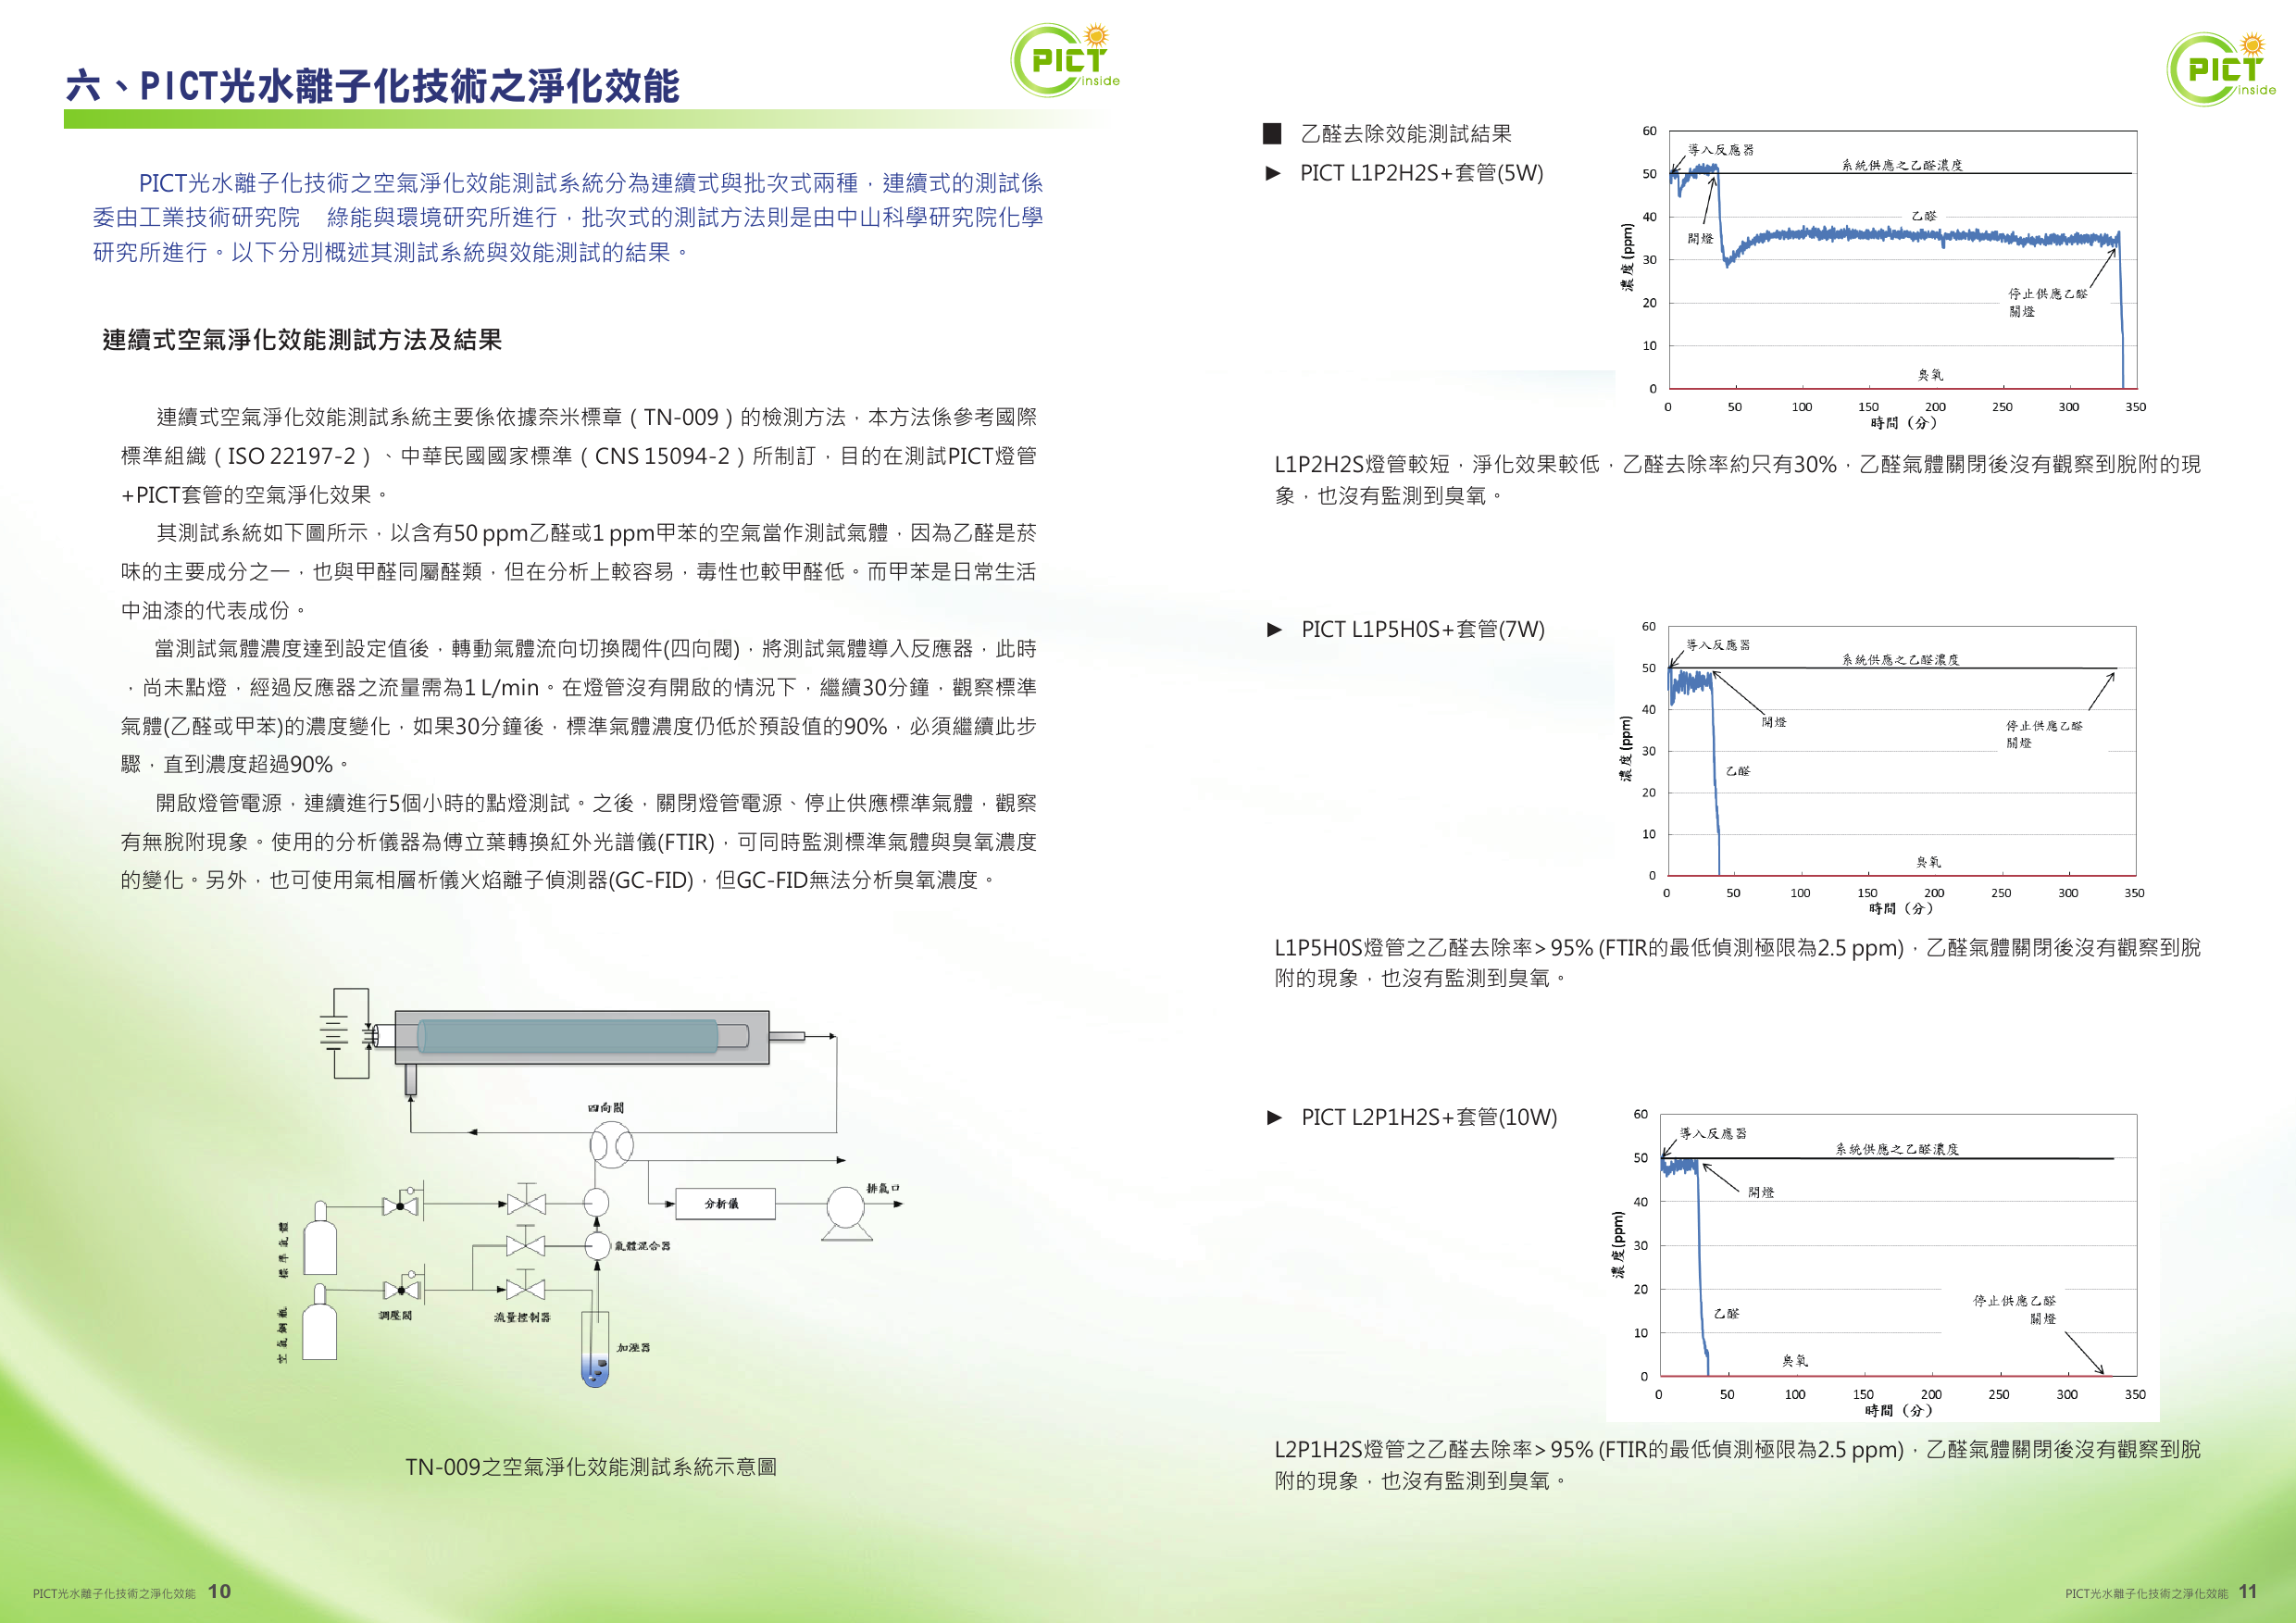 六、PICT光水離子化技術之淨化效能
PICT
inside
PICT光水離子化技術之空氣淨化效能測試系統分為連續式與批次式兩種，連續式的測試係
委由工業技術研究院 綠能與環境研究所進行，批次式的測試方法則是由中山科學研究院化學
研究所進行。以下分別概述其測試系統與效能測試的結果。
連續式空氣淨化效能測試方法及結果
連續式空氣淨化效能測試系統主要係依據奈米標章（TN-009）的檢測方法，本方法係參考國際
標準組織（ISO 22197-2）、中華民國國家標準（CNS 15094-2）所制訂，目的在測試PICT燈管
+PICT套管的空氣淨化效果。
其測試系統如下圖所示，以含有50 ppm乙醛或1 ppm甲苯的空氣當作測試氣體，因為乙醛是菸
味的主要成分之一，也與甲醛同屬醛類，但在分析上較容易，毒性也較甲醛低。而甲苯是日常生活
中油漆的代表成份。
當測試氣體濃度達到設定值後，轉動氣體流向切換閥件(四向閥)，將測試氣體導入反應器，此時
，尚未點燈，經過反應器之流量需為1 L/min。在燈管沒有開啟的情況下，繼續30分鐘，觀察標準
氣體(乙醛或甲苯)的濃度變化，如果30分鐘後，標準氣體濃度仍低於預設值的90%，必須繼續此步
驟，直到濃度超過90%。
開啟燈管電源，連續進行5個小時的點燈測試。之後，關閉燈管電源、停止供應標準氣體，觀察
有無脫附現象。使用的分析儀器為傅立葉轉換紅外光譜儀(FTIR)，可同時監測標準氣體與臭氧濃度
的變化。另外，也可使用氣相層析儀火焰離子偵測器(GC-FID)，但GC-FID無法分析臭氧濃度。
四向閥
排氣口
分析儀
標準氣體
氣體混合器
空氣鋼瓶
調壓閥
流量控制器
加溼器
TN-009之空氣淨化效能測試系統示意圖
PICT光水離子化技術之淨化效能 10
PICT
inside
■ 乙醛去除效能測試結果
► PICT L1P2H2S+套管(5W)
60
50
40
30
20
10
0
濃度(ppm)
導入反應器
系統供應之乙醛濃度
乙醛
開燈
停止供應乙醛
關燈
臭氧
0 50 100 150 200 250 300 350
時間（分）
L1P2H2S燈管較短，淨化效果較低，乙醛去除率約只有30%，乙醛氣體關閉後沒有觀察到脫附的現
象，也沒有監測到臭氧。
► PICT L1P5H0S+套管(7W)
60
50
40
30
20
10
0
濃度(ppm)
導入反應器
系統供應之乙醛濃度
開燈
停止供應乙醛
關燈
乙醛
臭氧
0 50 100 150 200 250 300 350
時間（分）
L1P5H0S燈管之乙醛去除率> 95% (FTIR的最低偵測極限為2.5 ppm)，乙醛氣體關閉後沒有觀察到脫
附的現象，也沒有監測到臭氧。
► PICT L2P1H2S+套管(10W)
60
50
40
30
20
10
0
濃度(ppm)
導入反應器
系統供應之乙醛濃度
開燈
停止供應乙醛
關燈
乙醛
臭氧
0 50 100 150 200 250 300 350
時間（分）
L2P1H2S燈管之乙醛去除率> 95% (FTIR的最低偵測極限為2.5 ppm)，乙醛氣體關閉後沒有觀察到脫
附的現象，也沒有監測到臭氧。
PICT光水離子化技術之淨化效能 11